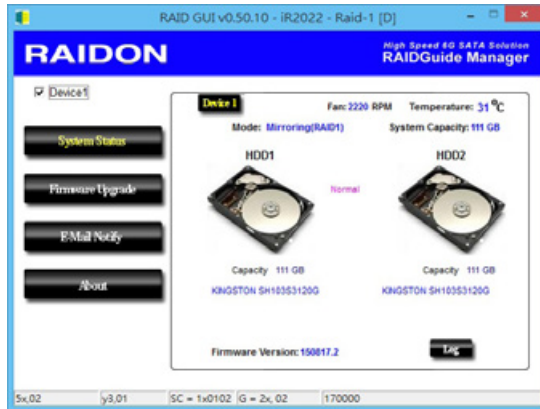 RAID GUI v0.50.10 - iR2022 - Raid-1 [D]
RAIDON
High Speed 6G SATA Solution
RAIDGuide Manager
Device1
Device 1
Fan: 2220 RPM
Temperature: 31 °C
Mode: Mirroring(RAID1)
System Capacity: 111 GB
System Status
Firmware Upgrade
E-Mail Notify
About
HDD1
HDD2
Normal
Capacity 111 GB
Capacity 111 GB
KINGSTON SH103S3120G
KINGSTON SH103S3120G
Firmware Version: 150817.2
Log
5x,02
y3,01
SC = 1x0102
G = 2x, 02
170000